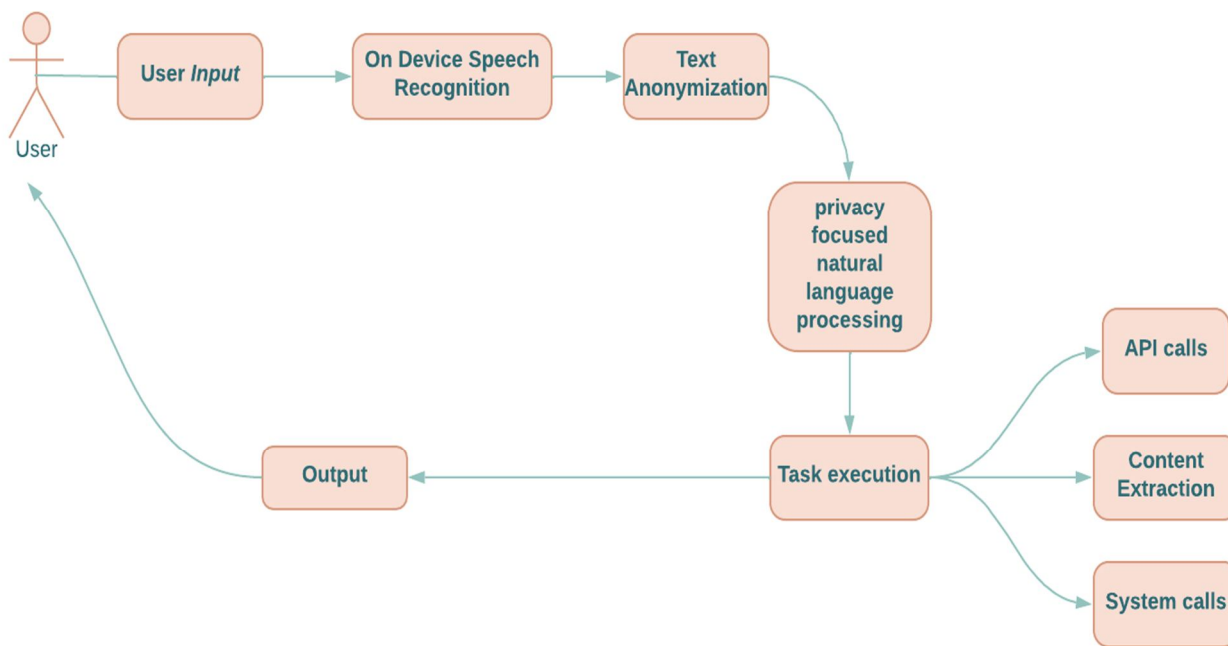 User Input
On Device Speech
Recognition
Text
Anonymization
User
privacy
focused
natural
language
processing
API calls
Task execution
Content
Extraction
Output
System calls